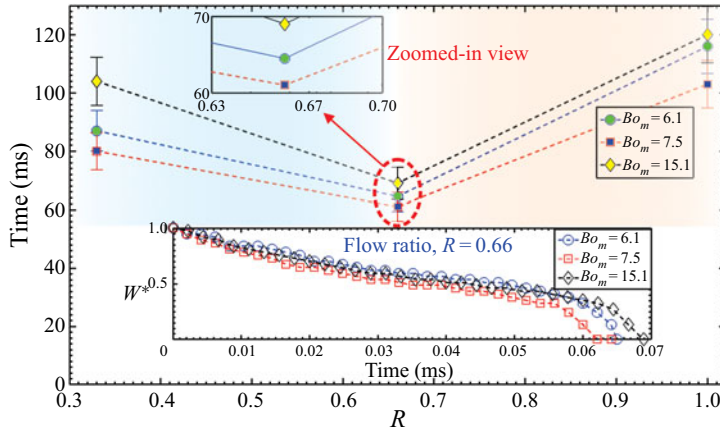 130
120
100
80
60
40
20
0
Time (ms)
0.3
0.4
0.5
0.6
0.7
0.8
0.9
1.0
R
70
60
0.63
0.67
0.70
Zoomed-in view
Bo_m = 6.1
Bo_m = 7.5
Bo_m = 15.1
Flow ratio, R = 0.66
1.0
0.5
W*
0
0.01
0.02
0.03
0.04
0.05
0.06
0.07
Time (ms)
Bo_m = 6.1
Bo_m = 7.5
Bo_m = 15.1